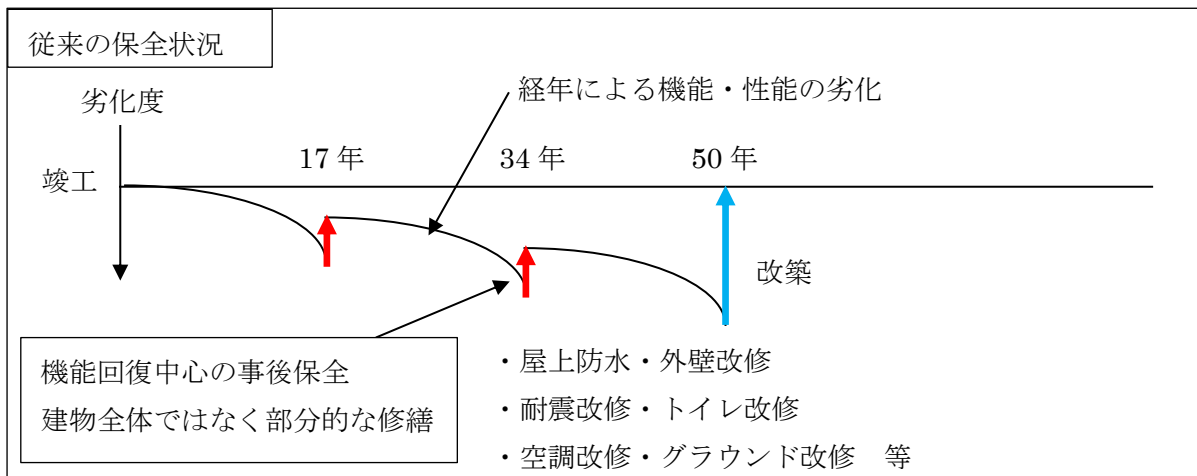 従来の保全状況
経年による機能・性能の劣化
劣化度
17 年
34 年
50 年
竣工
改築
機能回復中心の事後保全
建物全体ではなく部分的な修繕
・屋上防水・外壁改修
・耐震改修・トイレ改修
・空調改修・グラウンド改修　等